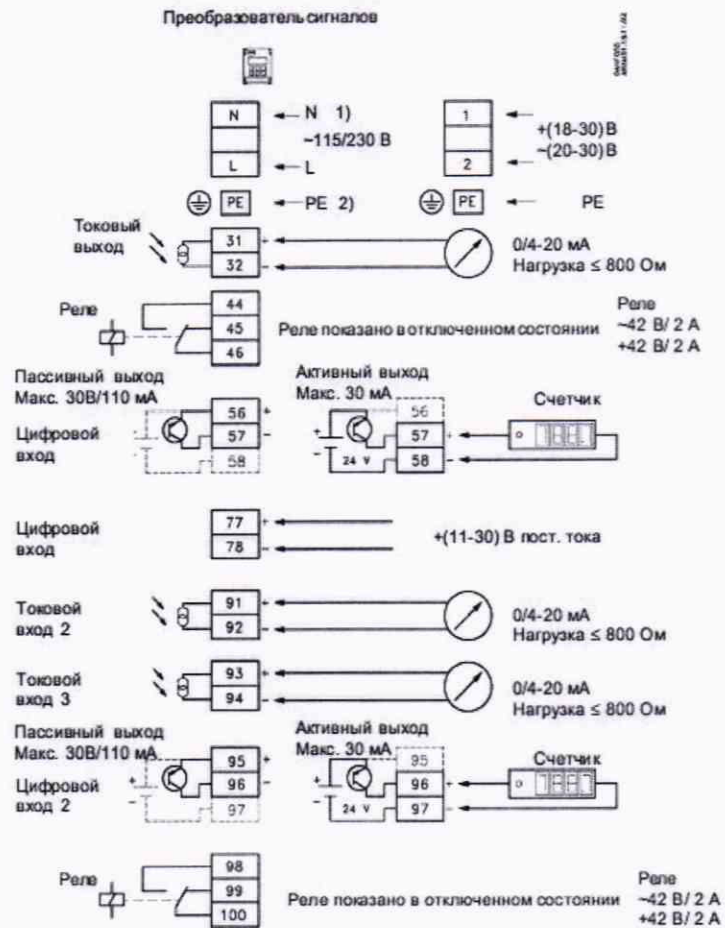 Преобразователь сигналов
N
N 1)
~115/230 В
L
L
1
2
+(18-30)В
~(20-30)В
PE
PE 2)
PE
PE
Токовый
выход
31
+
32
-
0/4-20 мА
Нагрузка ≤ 800 Ом
Реле
44
45
46
Реле показано в отключенном состоянии
Реле
~42 В/ 2 А
+42 В/ 2 А
Пассивный выход
Макс. 30В/110 мА
Цифровой
вход
56
+
57
-
58
Активный выход
Макс. 30 мА
24 V
56
57
+
58
-
Счетчик
Цифровой
вход
77
+
78
-
+(11-30) В пост. тока
Токовой
вход 2
91
+
92
-
0/4-20 мА
Нагрузка ≤ 800 Ом
Токовой
вход 3
93
+
94
-
0/4-20 мА
Нагрузка ≤ 800 Ом
Пассивный выход
Макс. 30В/110 мА
Цифровой
вход 2
95
+
96
-
97
Активный выход
Макс. 30 мА
24 V
95
96
+
97
-
Счетчик
Реле
98
99
100
Реле показано в отключенном состоянии
Реле
~42 В/ 2 А
+42 В/ 2 А